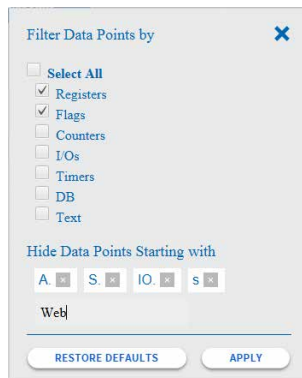 Filter Data Points by
Select All
Registers
Flags
Counters
I/Os
Timers
DB
Text
Hide Data Points Starting with
A. S. IO. s
Web
RESTORE DEFAULTS APPLY